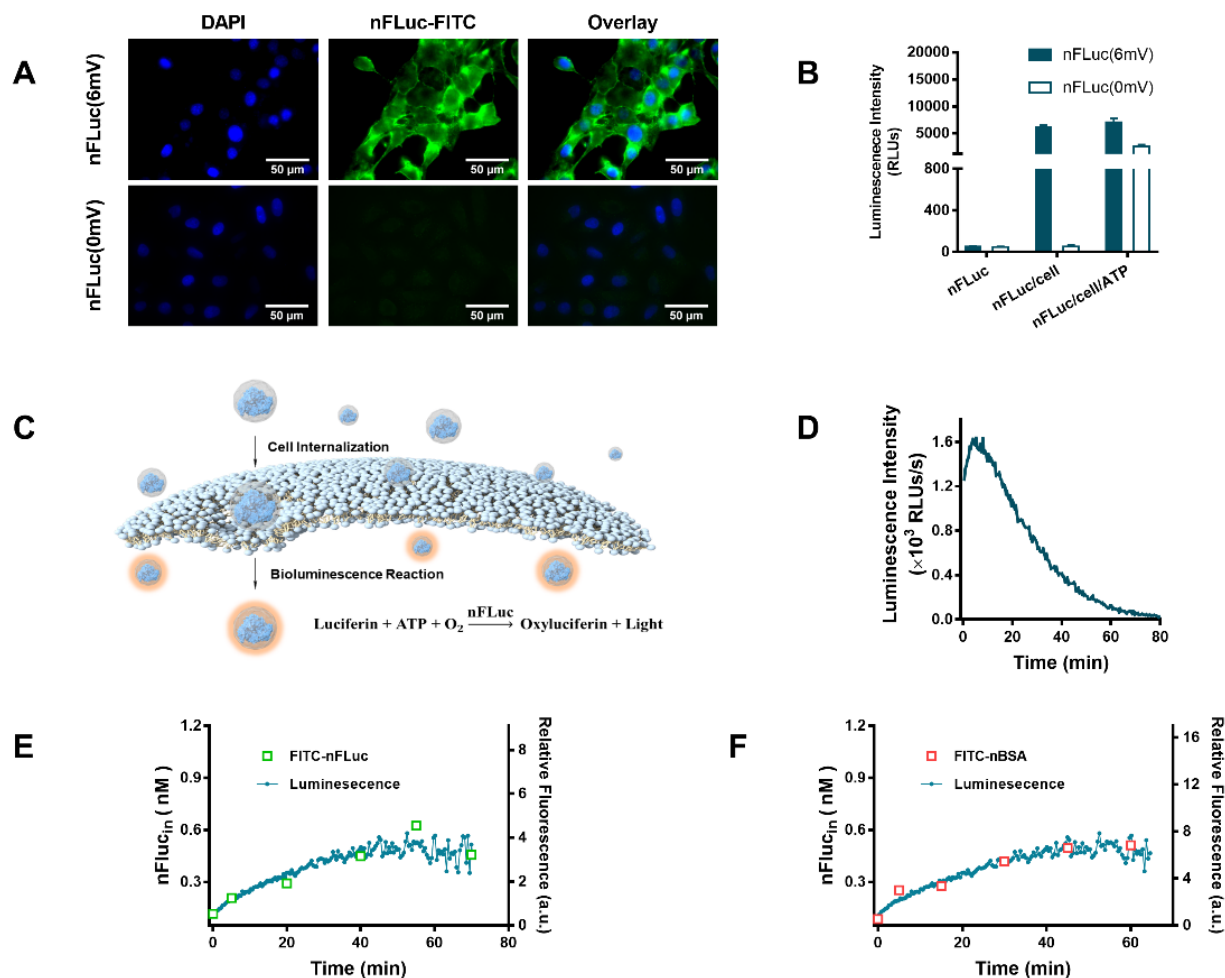 A
DAPI
nFLuc-FITC
Overlay
nFLuc(6mV)
50 µm
50 µm
50 µm
nFLuc(0mV)
50 µm
50 µm
50 µm
B
Luminescenece Intensity
(RLUs)
20000
15000
10000
5000
800
400
0
nFLuc(6mV)
nFLuc(0mV)
nFLuc
nFLuc/cell
nFLuc/cell/ATP
C
Cell Internalization
Bioluminescence Reaction
nFLuc
Luciferin + ATP + O₂ ⟶ Oxyluciferin + Light
D
Luminescence Intensity
(×10³ RLUs/s)
1.6
1.2
0.8
0.4
0.0
0 20 40 60 80
Time (min)
E
nFluc_in ( nM )
1.2
0.9
0.6
0.3
FITC-nFLuc
Luminesecence
8
6
4
2
0
Relative Fluorescence (a.u.)
0 20 40 60 80
Time (min)
F
nFluc_in ( nM )
1.2
0.9
0.6
0.3
FITC-nBSA
Luminesecence
16
12
8
4
0
Relative Fluorescence (a.u.)
0 20 40 60
Time (min)